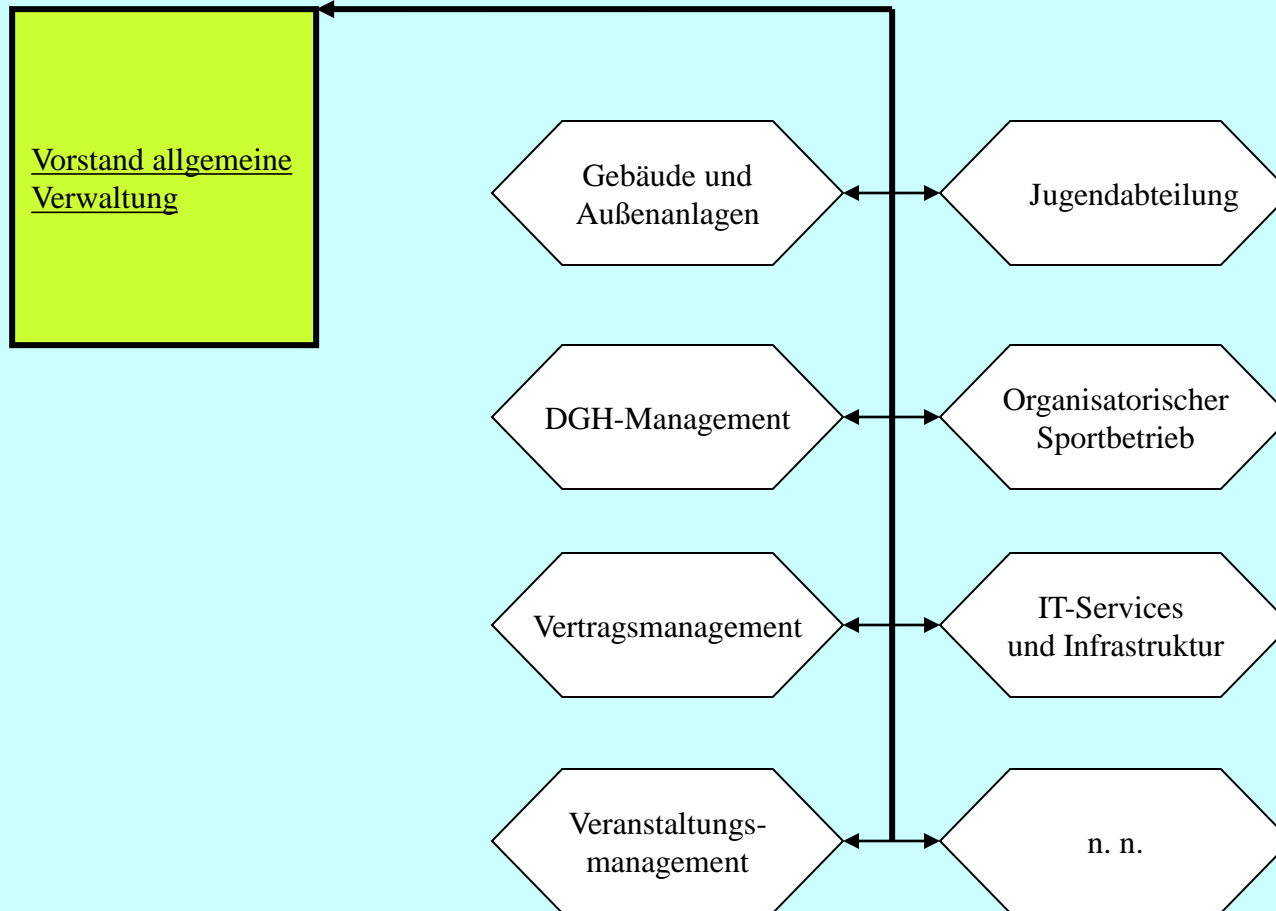 Vorstand allgemeine
Verwaltung
Gebäude und
Außenanlagen
Jugendabteilung
DGH-Management
Organisatorischer
Sportbetrieb
Vertragsmanagement
IT-Services
und Infrastruktur
Veranstaltungs-
management
n. n.